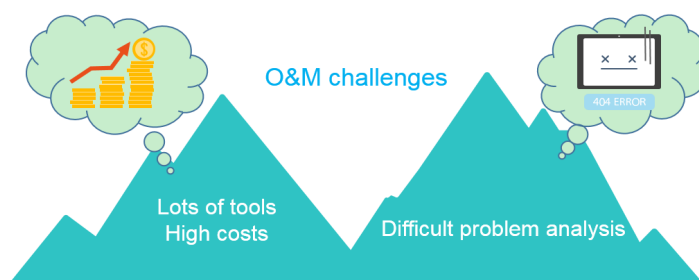 O&M challenges
404 ERROR
Lots of tools
High costs
Difficult problem analysis